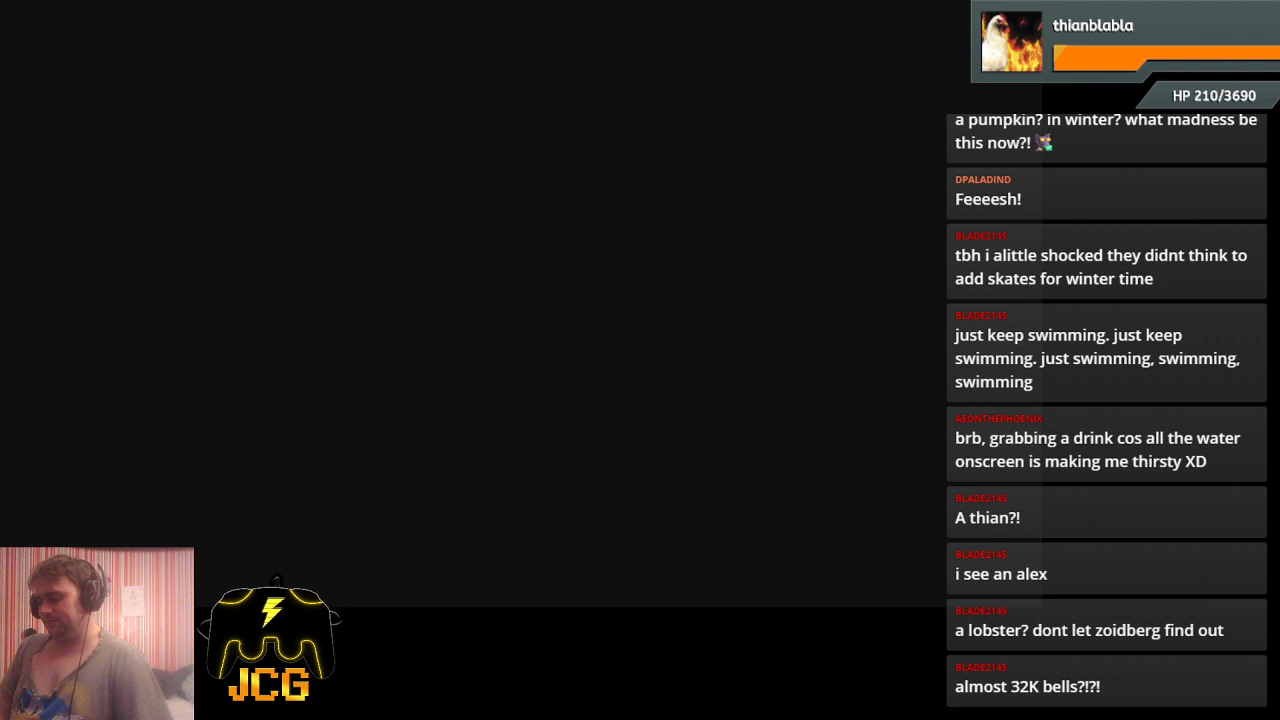 thianblabla
HP 210/3690
a pumpkin? in winter? what madness be
this now?!
DPALADIND
Feeeesh!
BLADE2145
tbh i alittle shocked they didnt think to
add skates for winter time
BLADE2145
just keep swimming. just keep
swimming. just swimming, swimming,
swimming
AEONTHEPHOENIX
brb, grabbing a drink cos all the water
onscreen is making me thirsty XD
BLADE2145
A thian?!
BLADE2145
i see an alex
BLADE2145
a lobster? dont let zoidberg find out
BLADE2145
almost 32K bells?!?!
JCG